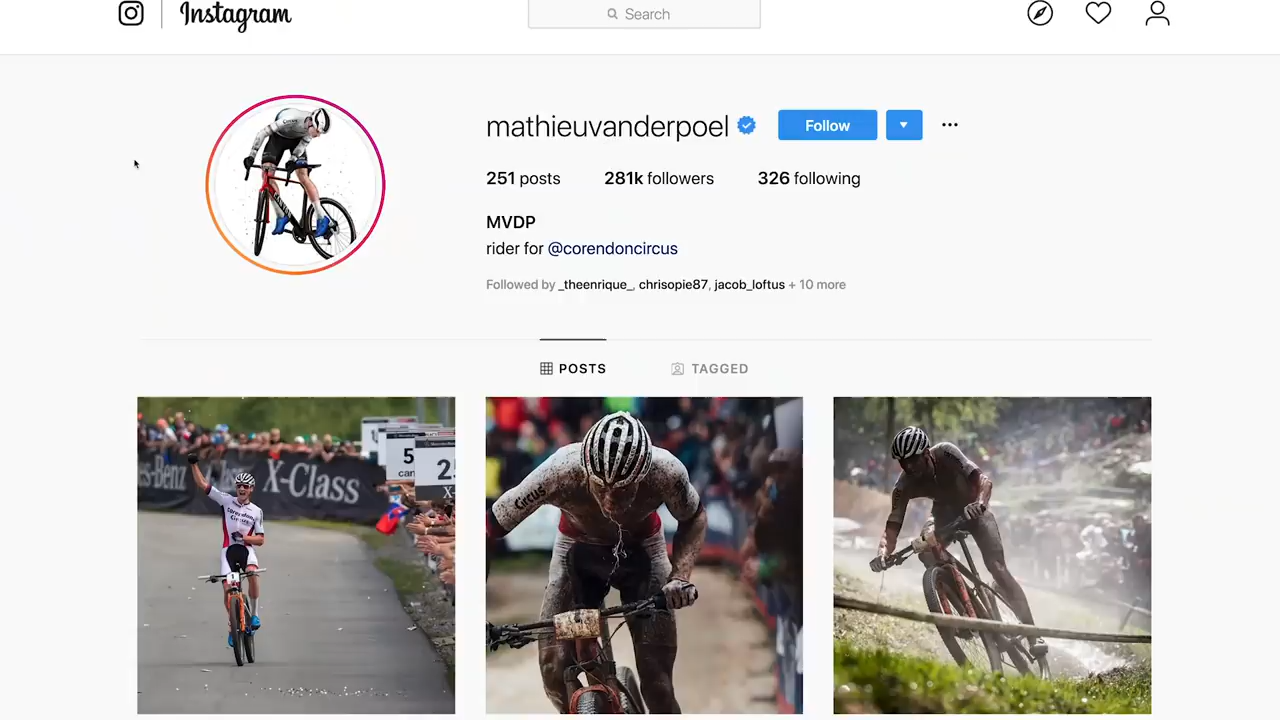 Instagram
Search
mathieuvanderpoel
Follow
251 posts 281k followers 326 following
MVDP
rider for @corendoncircus
Followed by _theenrique_, chrisopie87, jacob_loftus + 10 more
POSTS TAGGED
X-Class
5
2
Circus